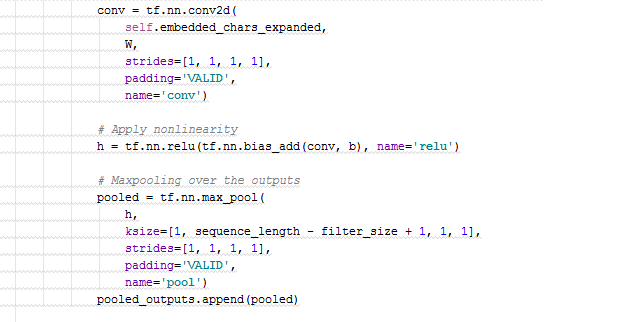 conv = tf.nn.conv2d(
self.embedded_chars_expanded,
W,
strides=[1, 1, 1, 1],
padding='VALID',
name='conv')
# Apply nonlinearity
h = tf.nn.relu(tf.nn.bias_add(conv, b), name='relu')
# Maxpooling over the outputs
pooled = tf.nn.max_pool(
h,
ksize=[1, sequence_length - filter_size + 1, 1, 1],
strides=[1, 1, 1, 1],
padding='VALID',
name='pool')
pooled_outputs.append(pooled)